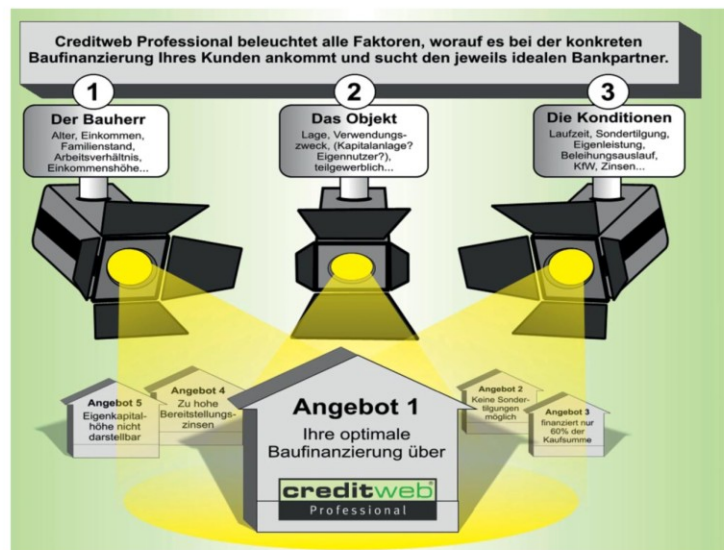 Creditweb Professional beleuchtet alle Faktoren, worauf es bei der konkreten
Baufinanzierung Ihres Kunden ankommt und sucht den jeweils idealen Bankpartner.
1
Der Bauherr
Alter, Einkommen,
Familienstand,
Arbeitsverhältnis,
Einkommenshöhe...
2
Das Objekt
Lage, Verwendungs-
zweck, (Kapitalanlage?
Eigennutzer?),
teilgewerblich...
3
Die Konditionen
Laufzeit, Sondertilgung,
Eigenleistung,
Beleihungsauslauf,
KfW, Zinsen...
Angebot 5
Eigenkapital-
höhe nicht
darstellbar
Angebot 4
Zu hohe
Bereitstellungs-
zinsen
Angebot 1
Ihre optimale
Baufinanzierung über
creditweb®
Professional
Angebot 2
Keine Sonder-
tilgungen
möglich
Angebot 3
finanziert nur
60% der
Kaufsumme